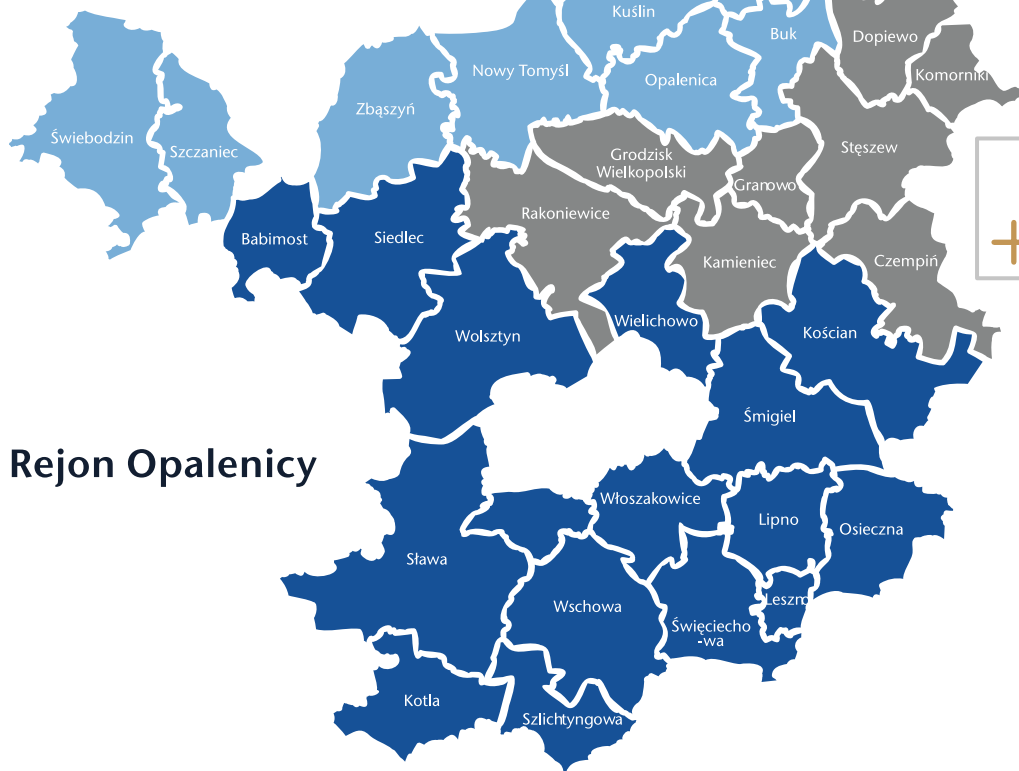 Kuślin
Buk
Dopiewo
Nowy Tomyśl
Opalenica
Komorniki
Zbąszyń
Świebodzin
Szczaniec
Stęszew
Grodzisk
Wielkopolski
Granowo
Rakoniewice
Babimost
Siedlec
Kamieniec
Czempiń
Wolsztyn
Wielichowo
Kościan
Śmigiel
Rejon Opalenicy
Włoszakowice
Lipno
Osieczna
Sława
Wschowa
Leszno
Święciecho
-wa
Kotla
Szlichtyngowa